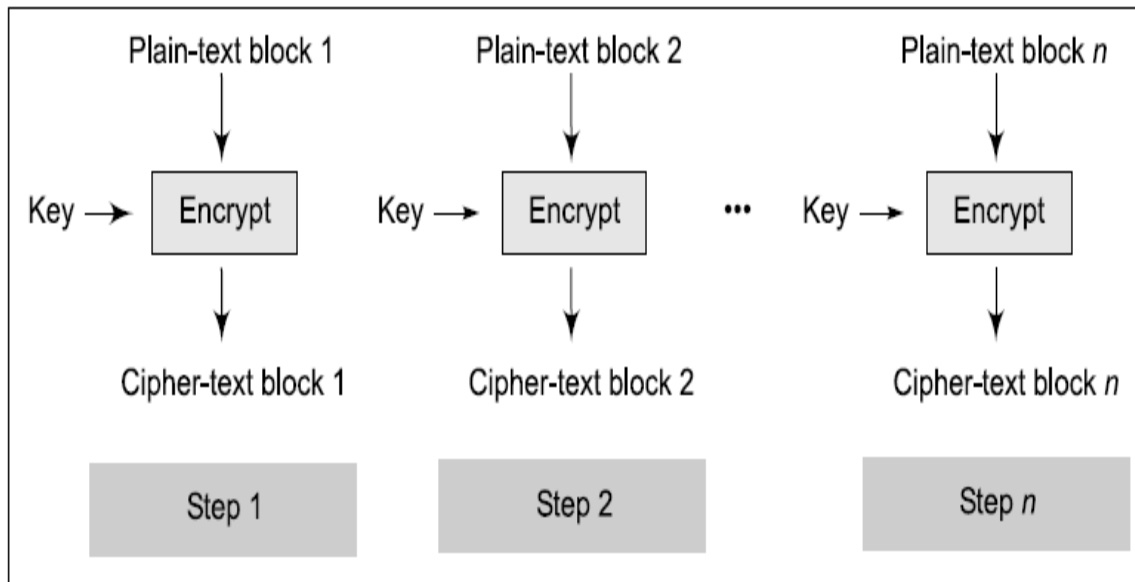 Plain-text block 1
Plain-text block 2
Plain-text block n
Key
Encrypt
Key
Encrypt
•••
Key
Encrypt
Cipher-text block 1
Cipher-text block 2
Cipher-text block n
Step 1
Step 2
Step n